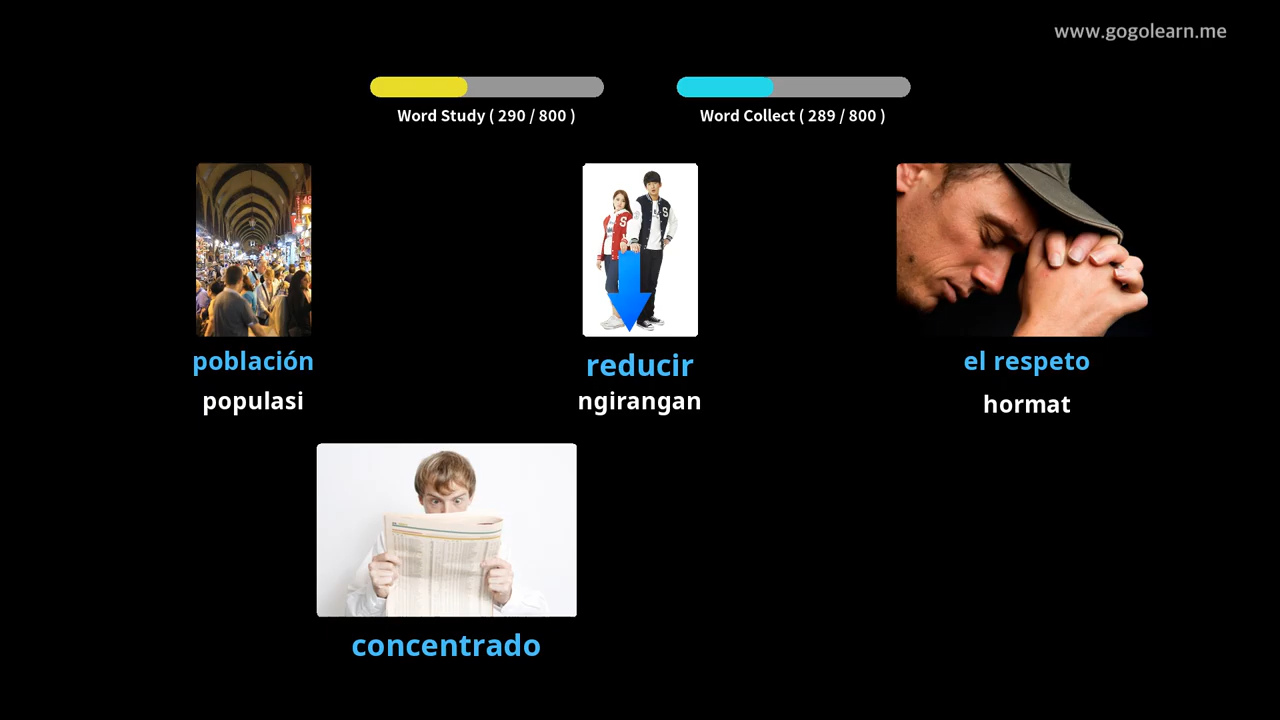 www.gogolearn.me
Word Study ( 290 / 800 )
Word Collect ( 289 / 800 )
población
reducir
el respeto
populasi
ngirangan
hormat
concentrado